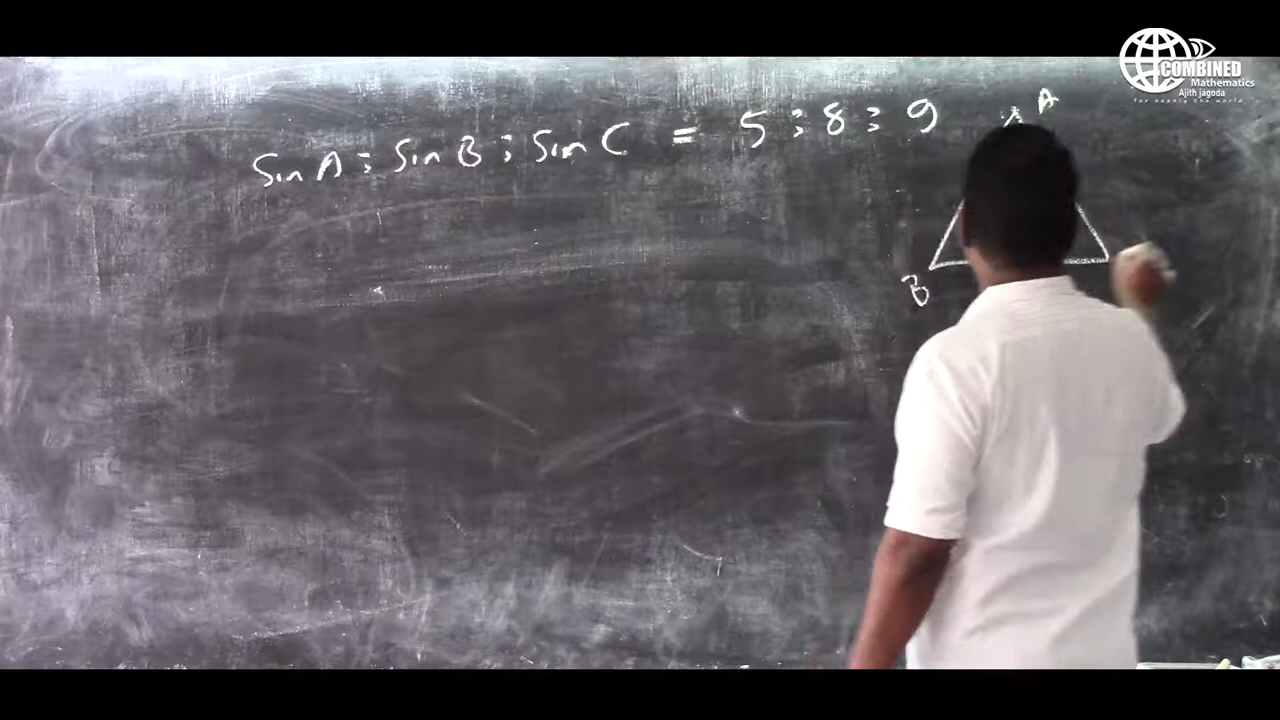 COMBINED
Mathematics
Ajith jagoda
Sin A : Sin B : Sin C = 5 : 8 : 9
A
B